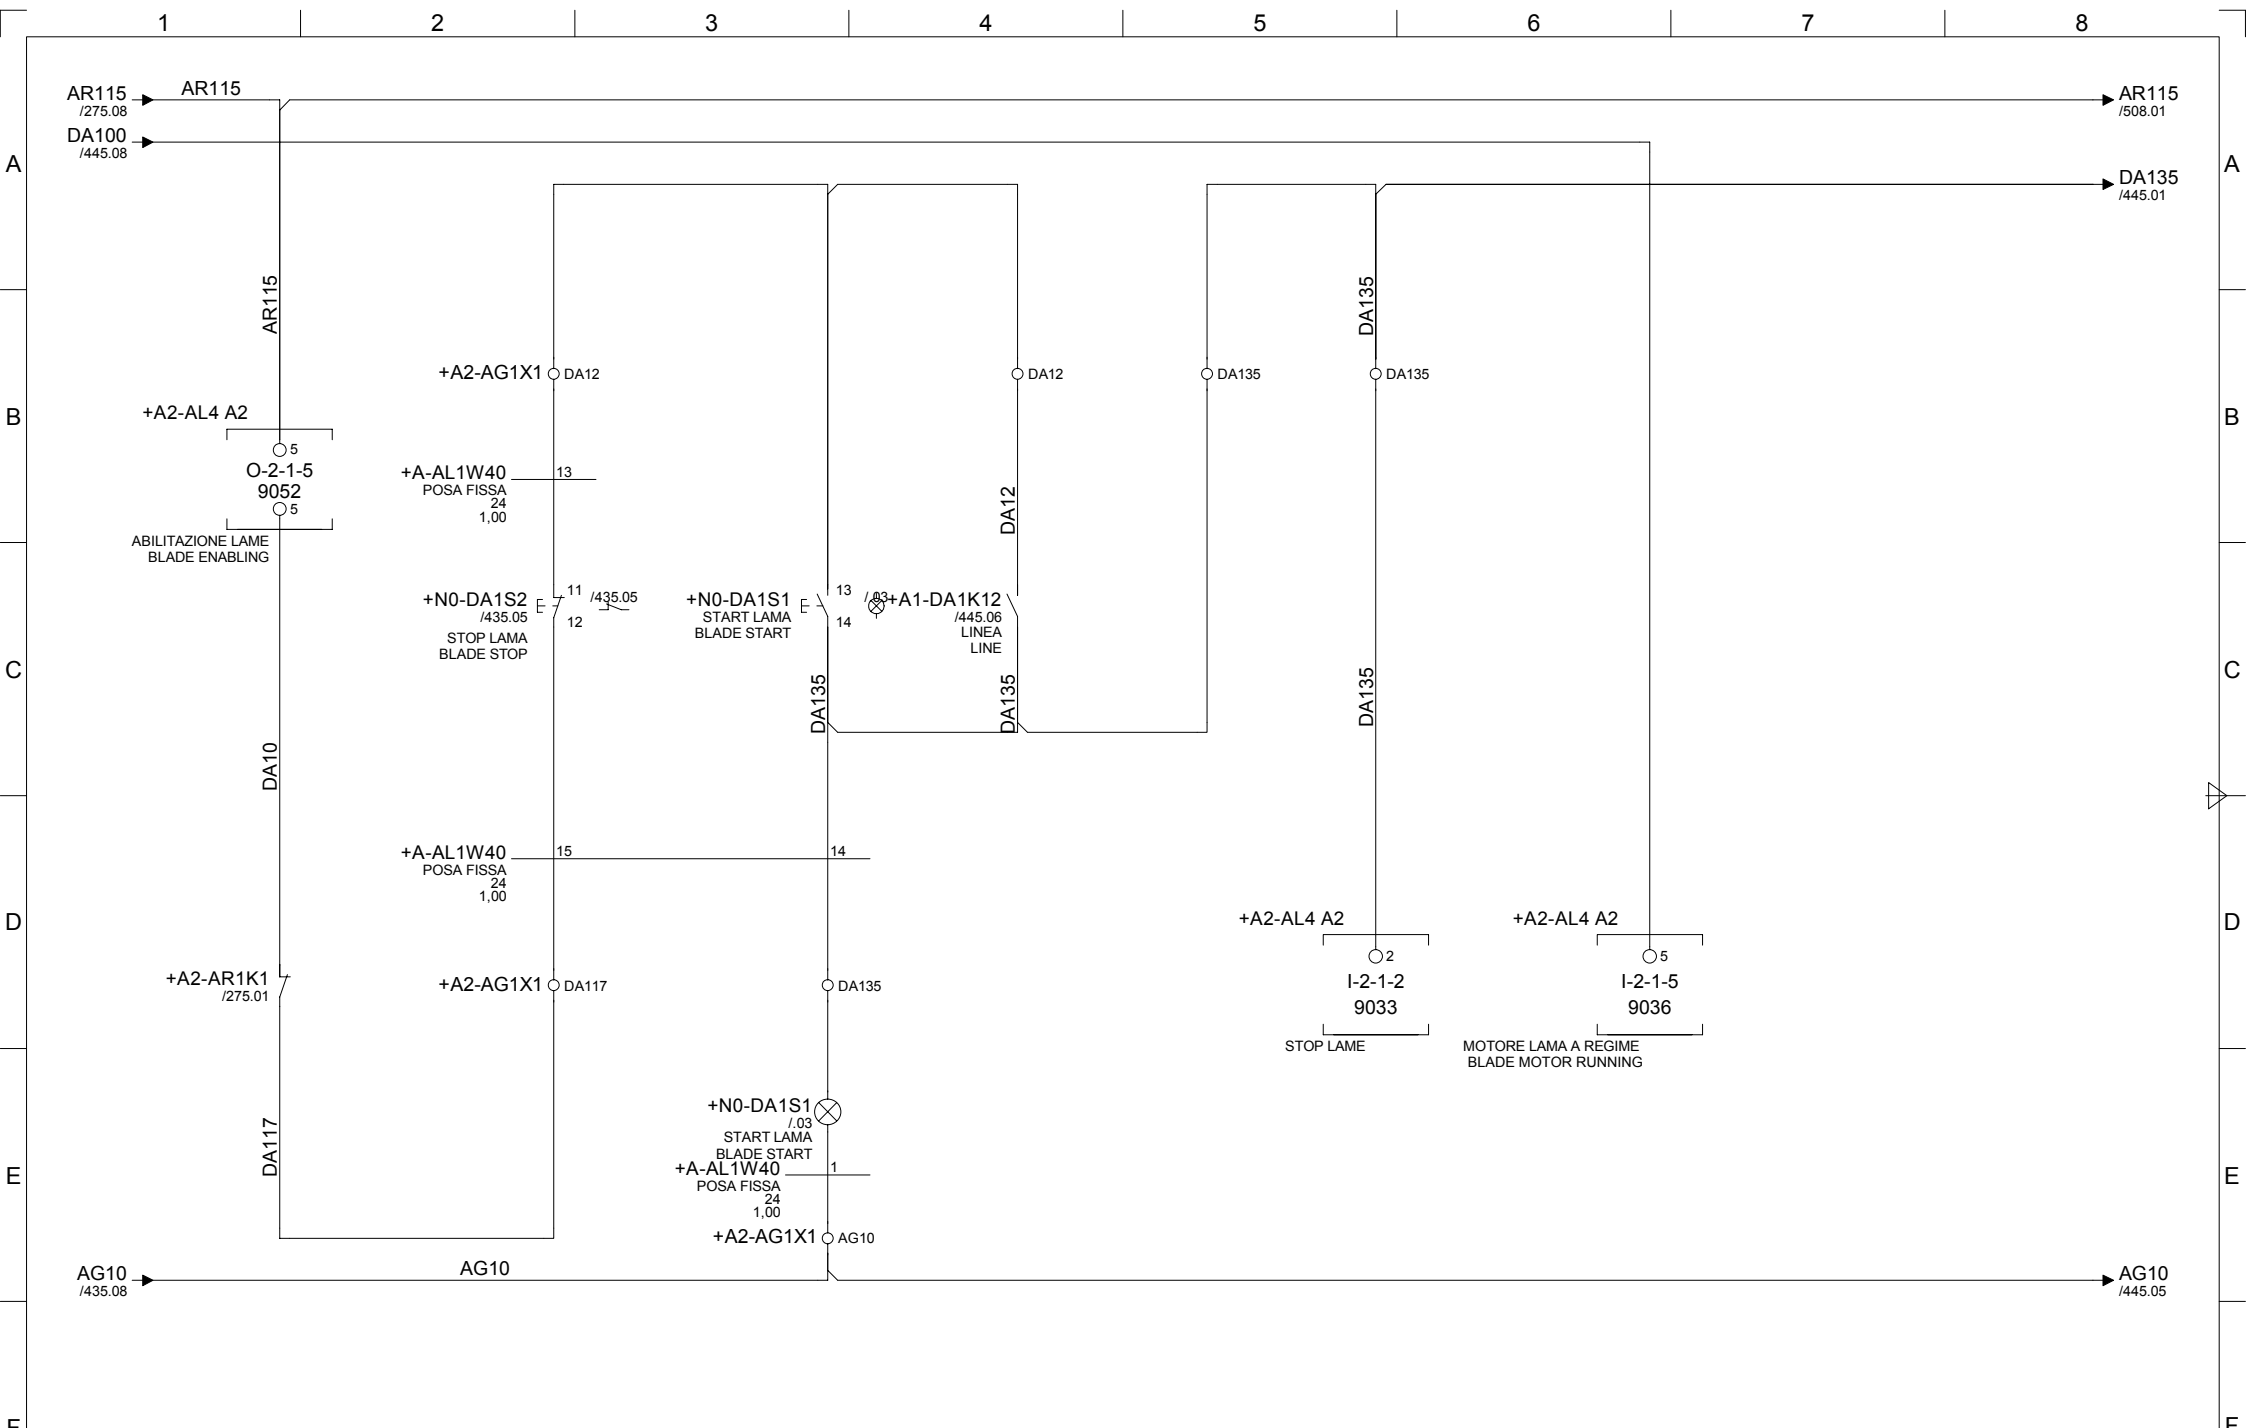 1 2 3 4 5 6 7 8
AR115 AR115 AR115
/275.08 /508.01
DA100
/445.08
A A
DA135
/445.01
AR115
DA135
+A2-AG1X1 DA12 DA12 DA135 DA135
+A2-AL4 A2
B B
5
O-2-1-5
9052
5
ABILITAZIONE LAME
BLADE ENABLING
+A-AL1W40 13
POSA FISSA
24
1,00
DA12
+N0-DA1S2 11 /435.05
/435.05 12
STOP LAMA
BLADE STOP
+N0-DA1S1 13 /.03
START LAMA 14
BLADE START
+A1-DA1K12
/445.06
LINEA
LINE
C C
DA135 DA135 DA135
DA10
+A-AL1W40 15 14
POSA FISSA
24
1,00
D D
+A2-AL4 A2 +A2-AL4 A2
2 5
I-2-1-2 I-2-1-5
9033 9036
STOP LAME
MOTORE LAMA A REGIME
BLADE MOTOR RUNNING
+A2-AR1K1
/275.01
+A2-AG1X1 DA117 DA135
DA117
+N0-DA1S1
/.03
START LAMA
BLADE START
+A-AL1W40 1
POSA FISSA
24
1,00
E E
+A2-AG1X1 AG10
AG10 AG10 AG10
/435.08 /445.05